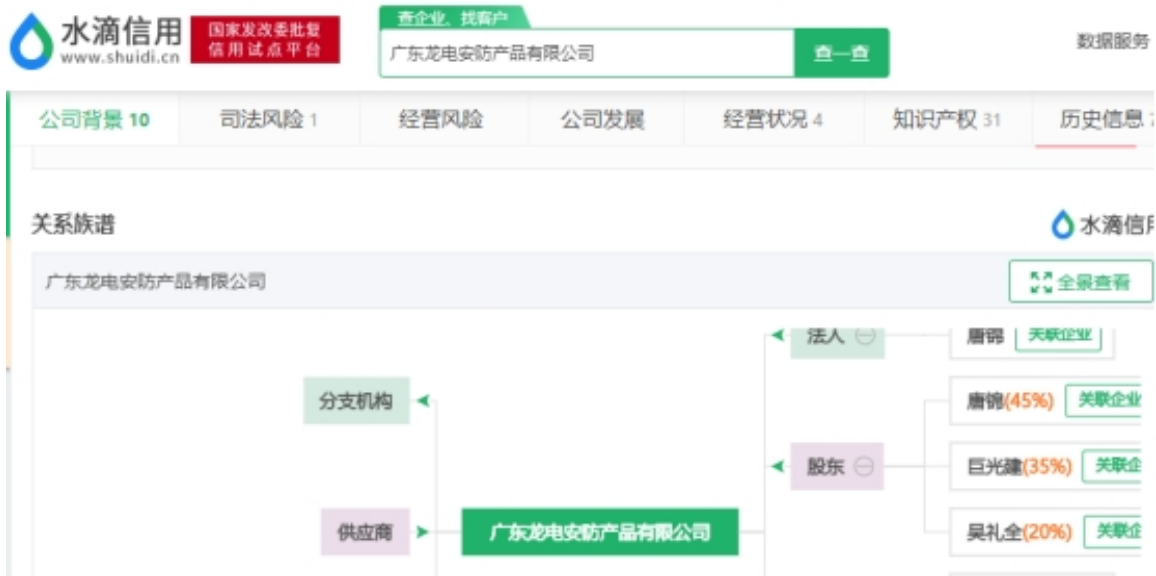 查企业、找客户
水滴信用
www.shuidi.cn
国家发改委批复
信用试点平台
广东龙电安防产品有限公司
查一查
数据服务
公司背景 10
司法风险 1
经营风险
公司发展
经营状况 4
知识产权 31
历史信息
关系族谱
水滴信用
广东龙电安防产品有限公司
全景查看
法人
唐锦
关联企业
分支机构
唐锦(45%)
关联企业
股东
巨光建(35%)
关联企
供应商
广东龙电安防产品有限公司
吴礼全(20%)
关联企